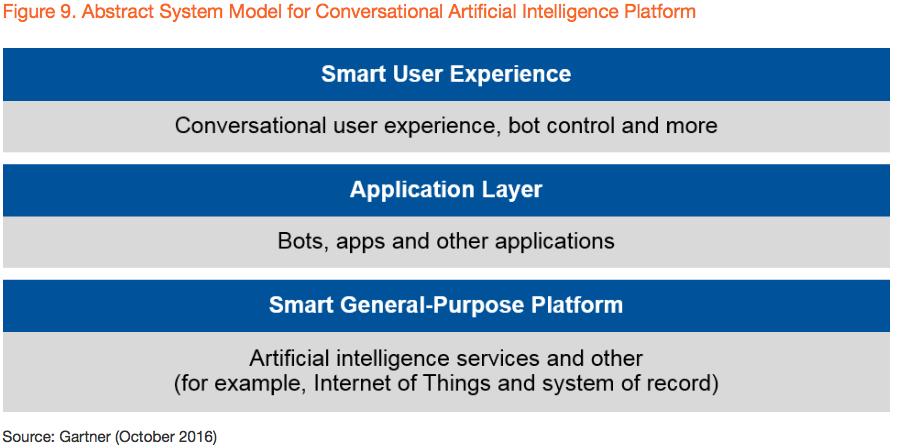 Figure 9. Abstract System Model for Conversational Artificial Intelligence Platform
Smart User Experience
Conversational user experience, bot control and more
Application Layer
Bots, apps and other applications
Smart General-Purpose Platform
Artificial intelligence services and other
(for example, Internet of Things and system of record)
Source: Gartner (October 2016)